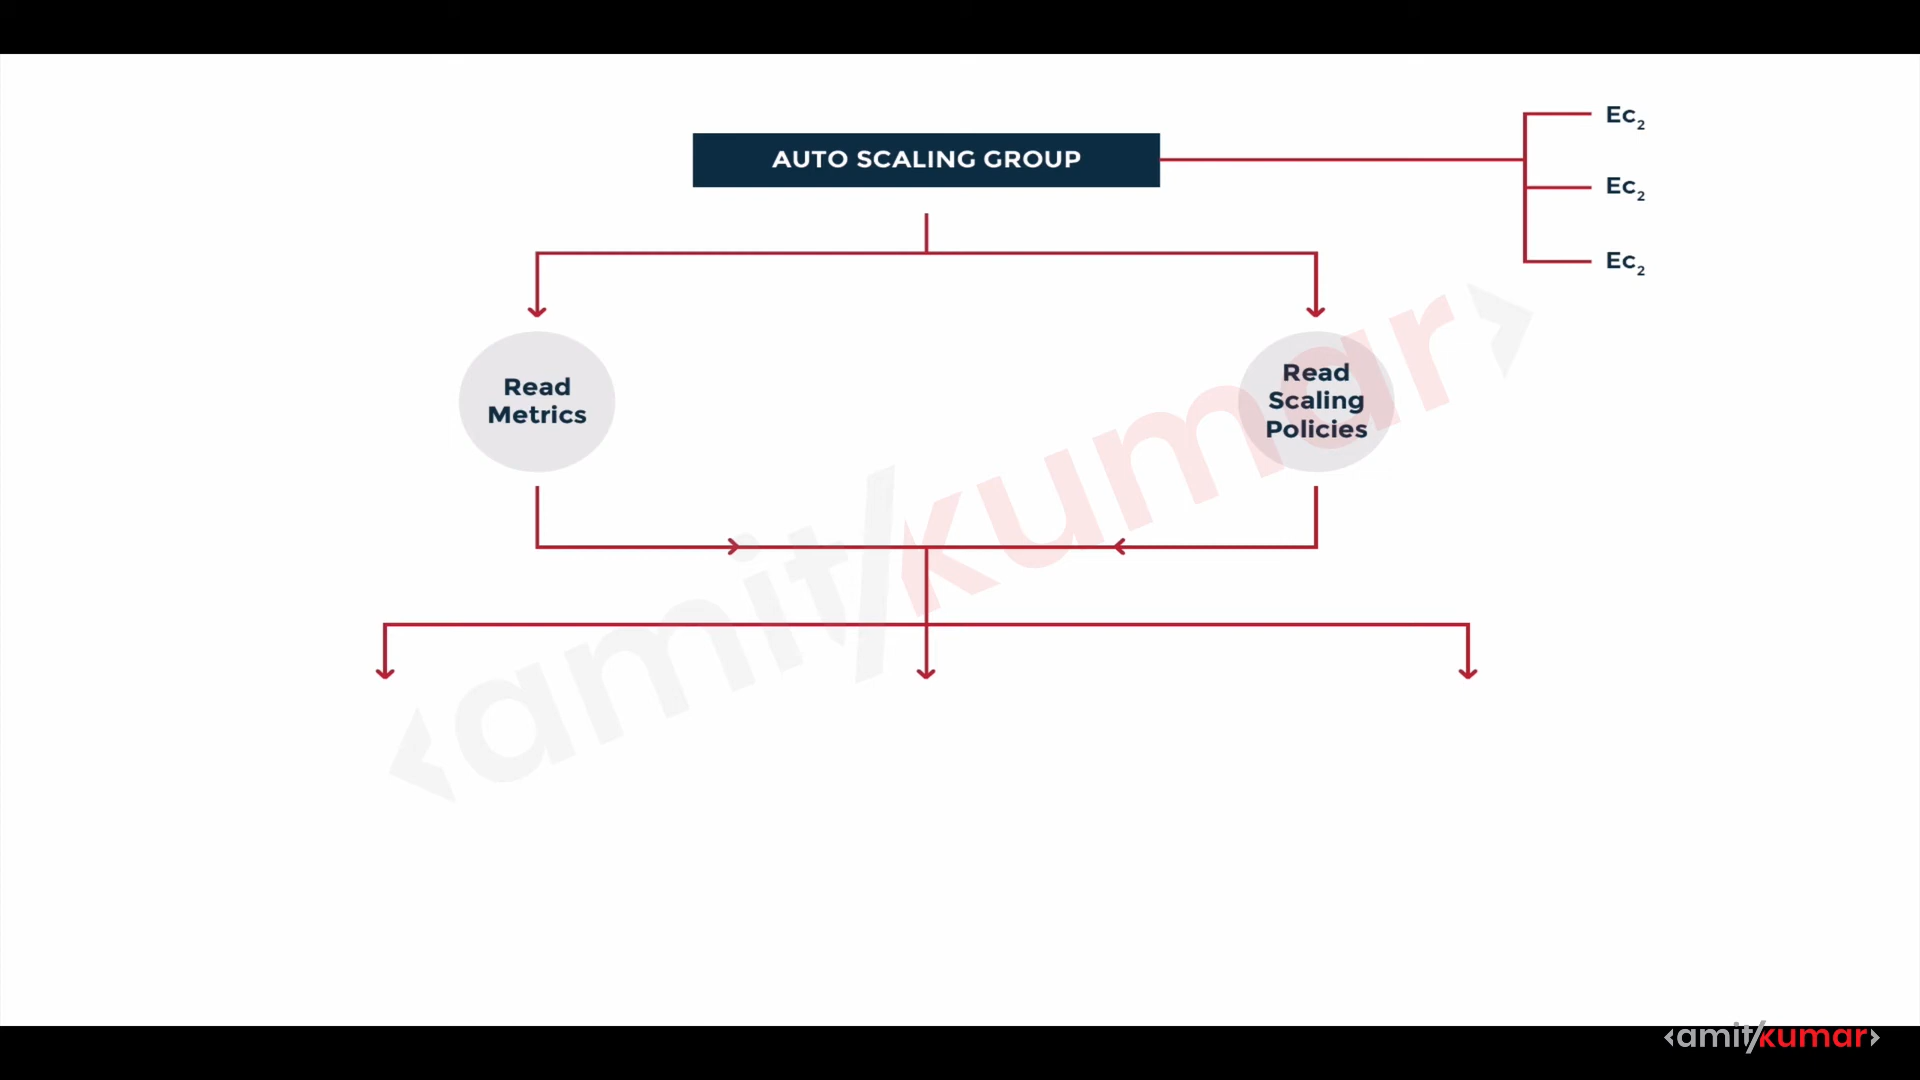 AUTO SCALING GROUP
Ec2
Ec2
Ec2
Read
Metrics
Read
Scaling
Policies
<amit/kumar>
<amit/kumar>